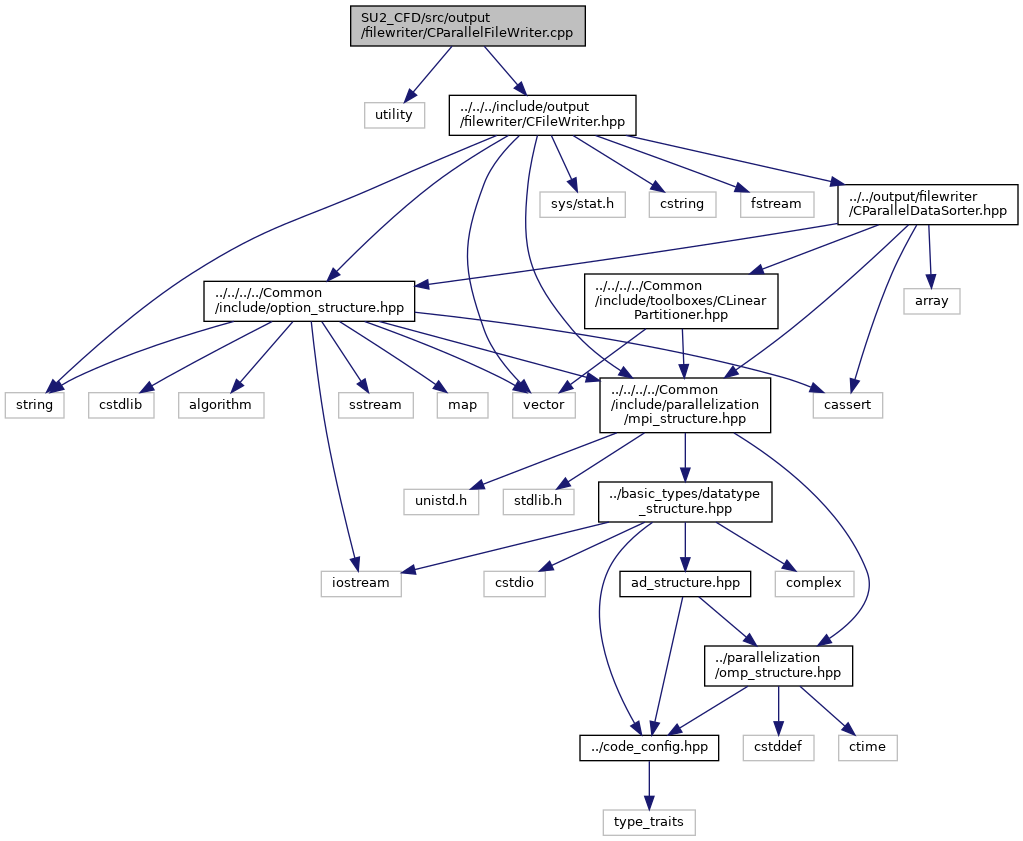 SU2_CFD/src/output
/filewriter/CParallelFileWriter.cpp
utility
../../../include/output
/filewriter/CFileWriter.hpp
sys/stat.h
cstring
fstream
../../output/filewriter
/CParallelDataSorter.hpp
../../../../Common
/include/option_structure.hpp
../../../../Common
/include/toolboxes/CLinear
Partitioner.hpp
array
string
cstdlib
algorithm
sstream
map
vector
../../../../Common
/include/parallelization
/mpi_structure.hpp
cassert
unistd.h
stdlib.h
../basic_types/datatype
_structure.hpp
iostream
cstdio
ad_structure.hpp
complex
../parallelization
/omp_structure.hpp
../code_config.hpp
cstddef
ctime
type_traits